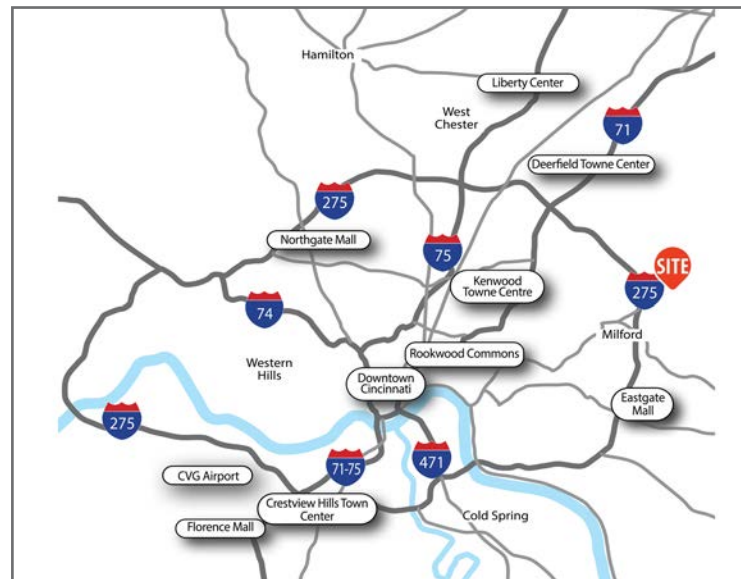 Hamilton
Liberty Center
West
Chester
71
Deerfield Towne Center
275
Northgate Mall
75
SITE
Kenwood
Towne Centre
275
74
Milford
Rookwood Commons
Western
Hills
Downtown
Cincinnati
Eastgate
Mall
275
71-75
471
CVG Airport
Crestview Hills Town
Center
Cold Spring
Florence Mall